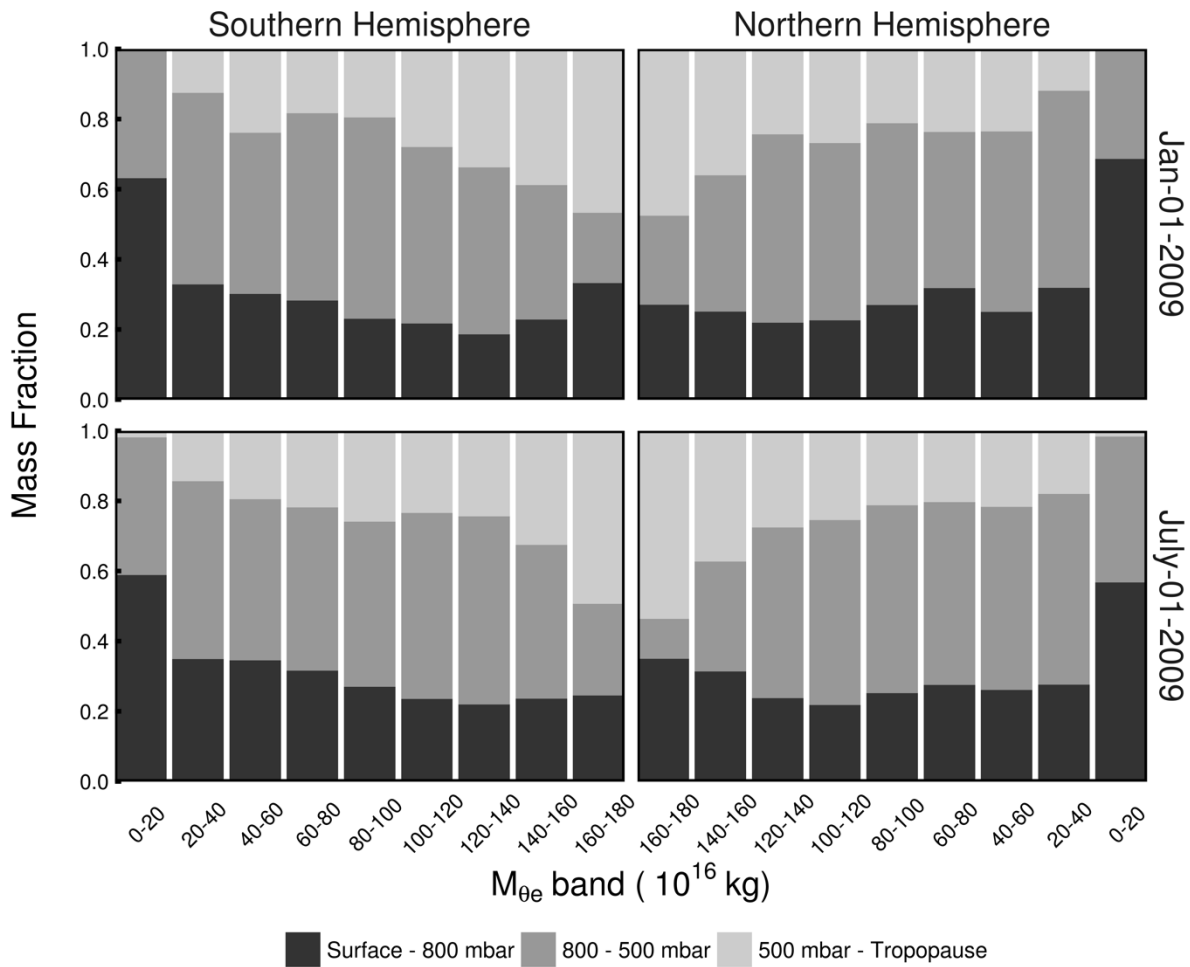 Southern Hemisphere
Northern Hemisphere
1.0
0.8
0.6
0.4
0.2
0.0
Jan-01-2009
Mass Fraction
1.0
0.8
0.6
0.4
0.2
0.0
July-01-2009
0-20 20-40 40-60 60-80 80-100 100-120 120-140 140-160 160-180
160-180 140-160 120-140 100-120 80-100 60-80 40-60 20-40 0-20
Mθe band ( 10^16 kg)
Surface - 800 mbar 800 - 500 mbar 500 mbar - Tropopause